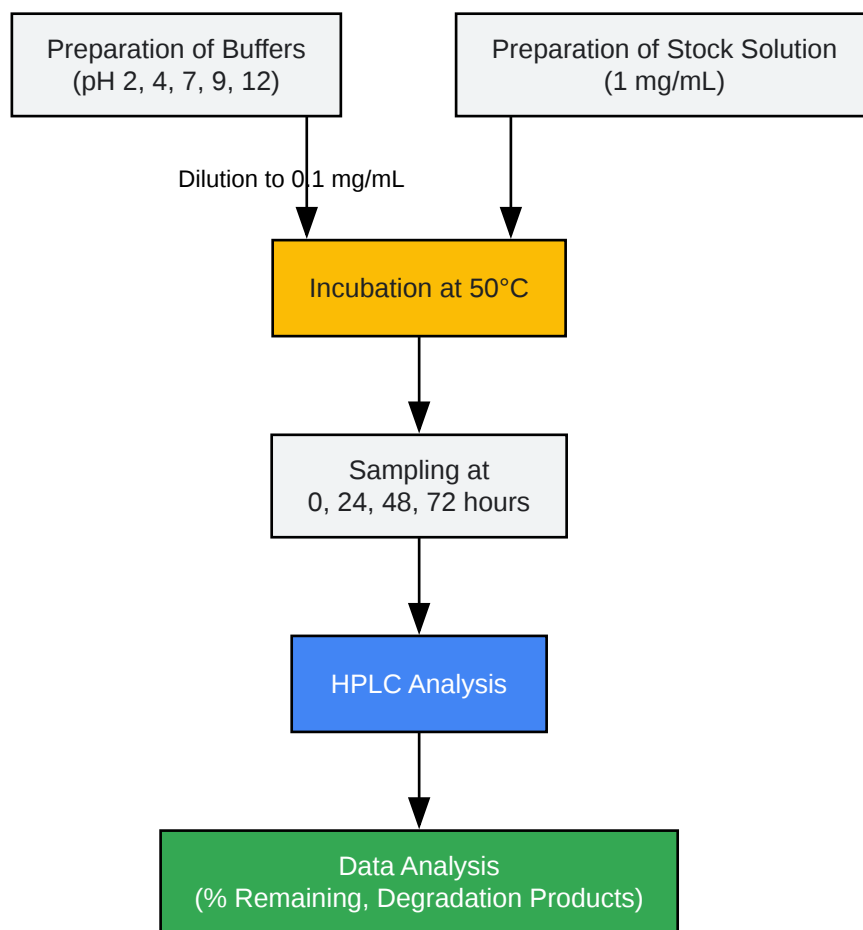 Preparation of Buffers
(pH 2, 4, 7, 9, 12)
Preparation of Stock Solution
(1 mg/mL)
Dilution to 0.1 mg/mL
Incubation at 50°C
Sampling at
0, 24, 48, 72 hours
HPLC Analysis
Data Analysis
(% Remaining, Degradation Products)